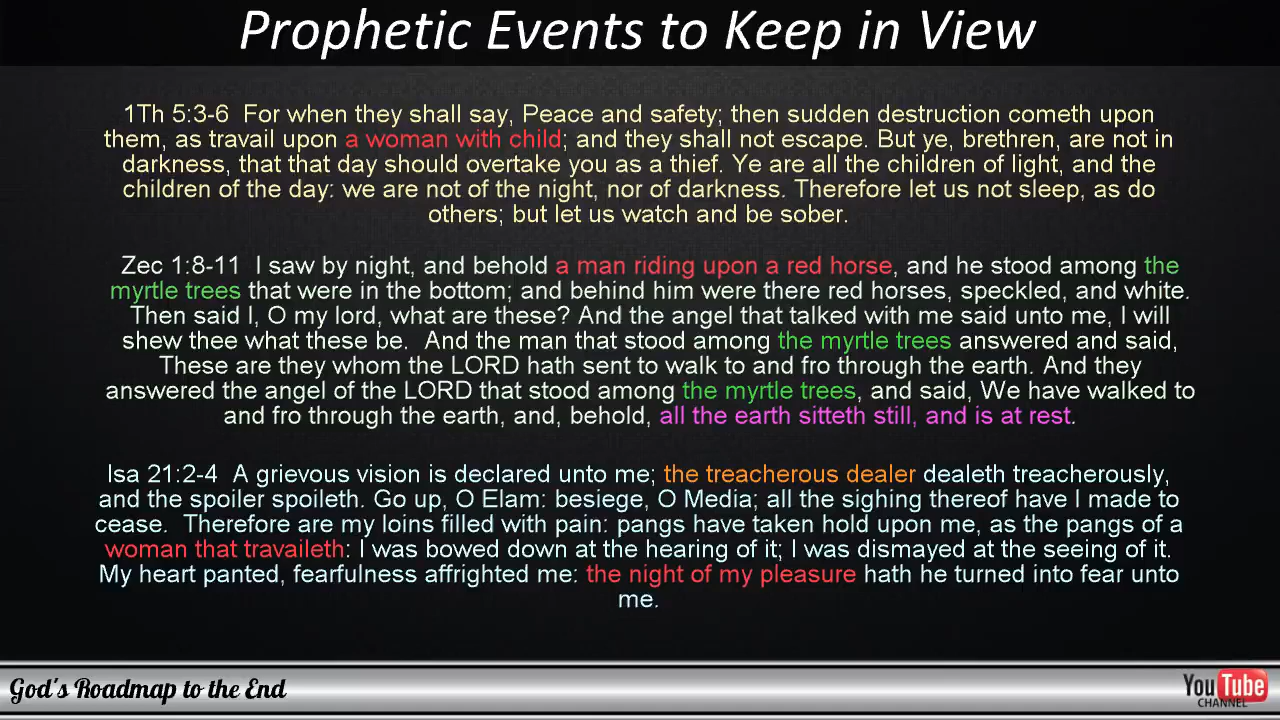 Prophetic Events to Keep in View
1Th 5:3-6  For when they shall say, Peace and safety; then sudden destruction cometh upon
them, as travail upon a woman with child; and they shall not escape. But ye, brethren, are not in
darkness, that that day should overtake you as a thief. Ye are all the children of light, and the
children of the day: we are not of the night, nor of darkness. Therefore let us not sleep, as do
others; but let us watch and be sober.
Zec 1:8-11  I saw by night, and behold a man riding upon a red horse, and he stood among the
myrtle trees that were in the bottom; and behind him were there red horses, speckled, and white.
Then said I, O my lord, what are these? And the angel that talked with me said unto me, I will
shew thee what these be.  And the man that stood among the myrtle trees answered and said,
These are they whom the LORD hath sent to walk to and fro through the earth. And they
answered the angel of the LORD that stood among the myrtle trees, and said, We have walked to
and fro through the earth, and, behold, all the earth sitteth still, and is at rest.
Isa 21:2-4  A grievous vision is declared unto me; the treacherous dealer dealeth treacherously,
and the spoiler spoileth. Go up, O Elam: besiege, O Media; all the sighing thereof have I made to
cease.  Therefore are my loins filled with pain: pangs have taken hold upon me, as the pangs of a
woman that travaileth: I was bowed down at the hearing of it; I was dismayed at the seeing of it.
My heart panted, fearfulness affrighted me: the night of my pleasure hath he turned into fear unto
me.
God's Roadmap to the End
YouTube
CHANNEL